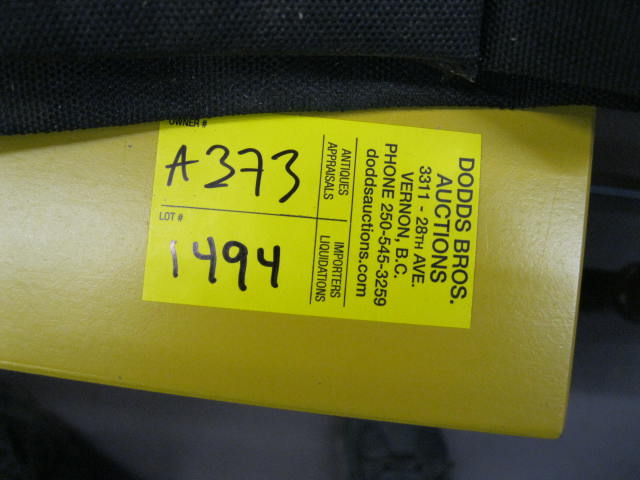 OWNER #
A373
LOT #
1494
ANTIQUES
APPRAISALS
IMPORTERS
LIQUIDATIONS
DODDS BROS.
AUCTIONS
3311 - 28TH AVE.
VERNON, B.C.
PHONE 250-545-3259
doddsauctions.com